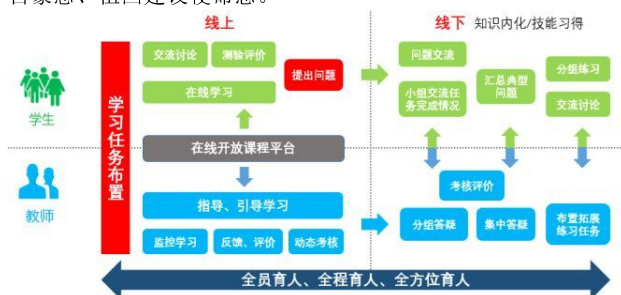 线上
线下 知识内化/技能习得
交流讨论
测验评价
提出问题
在线学习
问题交流
小组交流任
务完成情况
汇总典型
问题
分组练习
交流讨论
学生
学习任务布置
在线开放课程平台
教师
指导、引导学习
监控学习
反馈、评价
动态考核
考核评价
分组答疑
集中答疑
布置拓展
练习任务
全员育人、全程育人、全方位育人